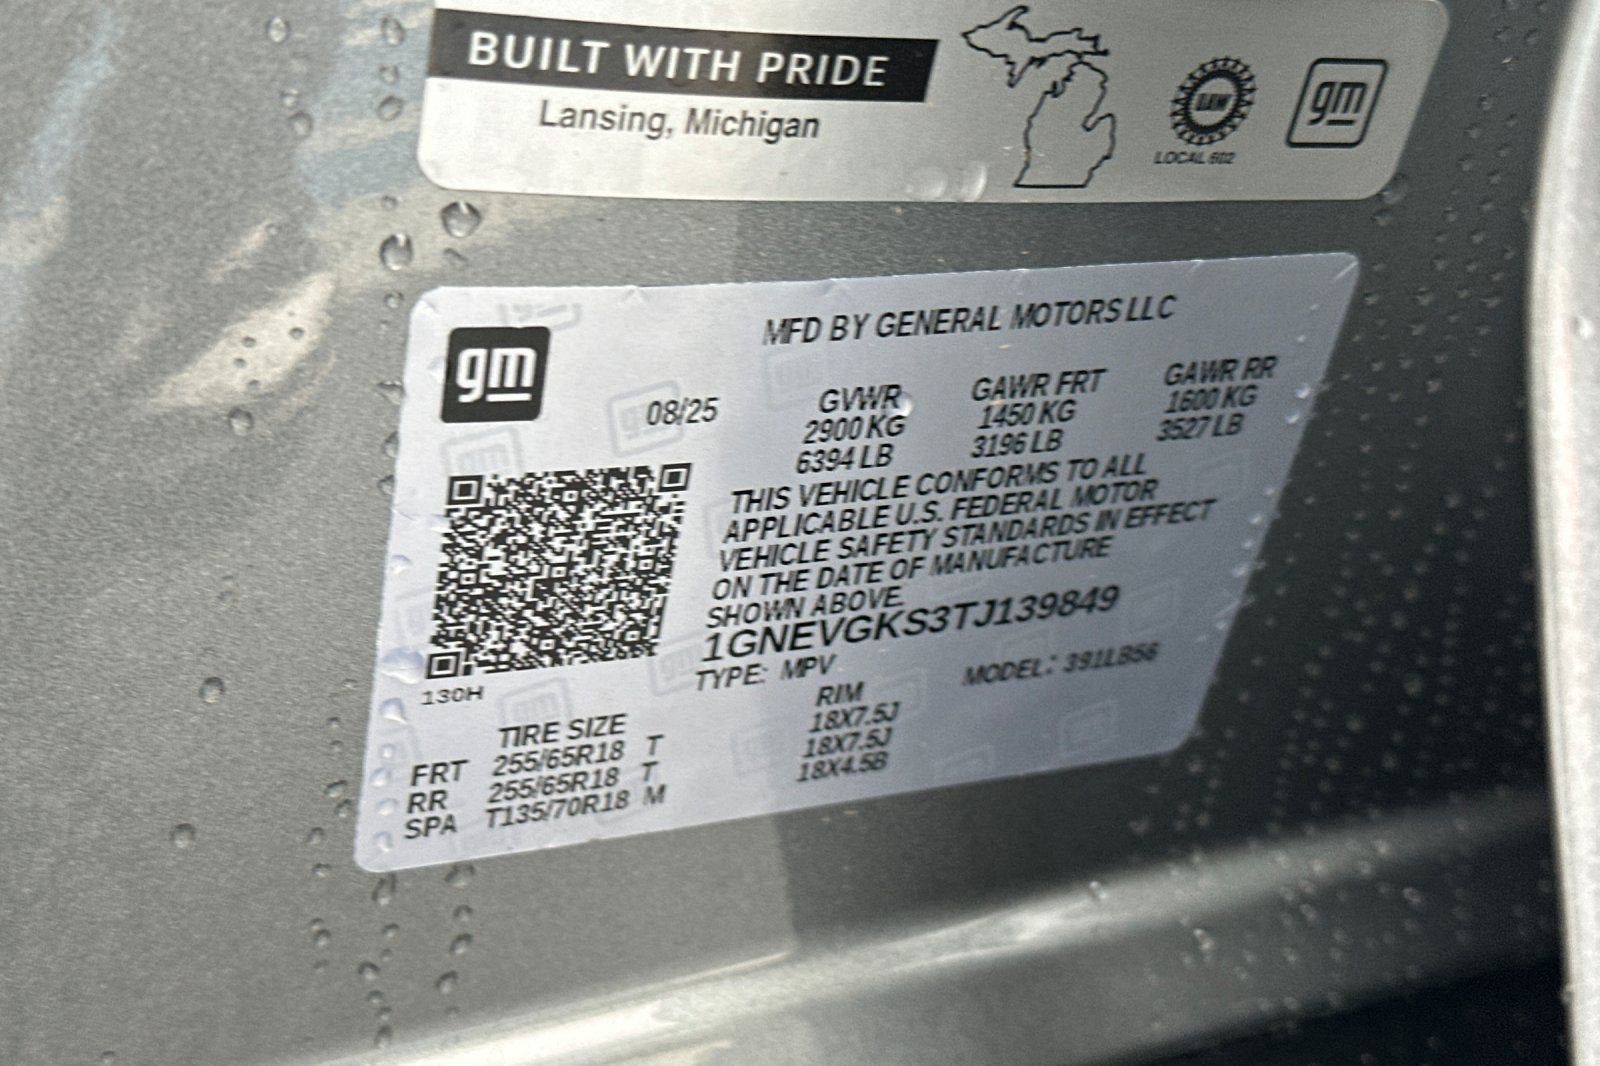 BUILT WITH PRIDE
Lansing, Michigan
UAW
LOCAL 602
gm
gm
MFD BY GENERAL MOTORS LLC
08/25
GVWR GAWR FRT GAWR RR
2900 KG 1450 KG 1600 KG
6394 LB 3196 LB 3527 LB
THIS VEHICLE CONFORMS TO ALL
APPLICABLE U.S. FEDERAL MOTOR
VEHICLE SAFETY STANDARDS IN EFFECT
ON THE DATE OF MANUFACTURE
SHOWN ABOVE.
1GNEVGKS3TJ139849
TYPE: MPV MODEL: 391LB56
130H
TIRE SIZE RIM
FRT 255/65R18 T 18X7.5J
RR 255/65R18 T 18X7.5J
SPA T135/70R18 M 18X4.5B